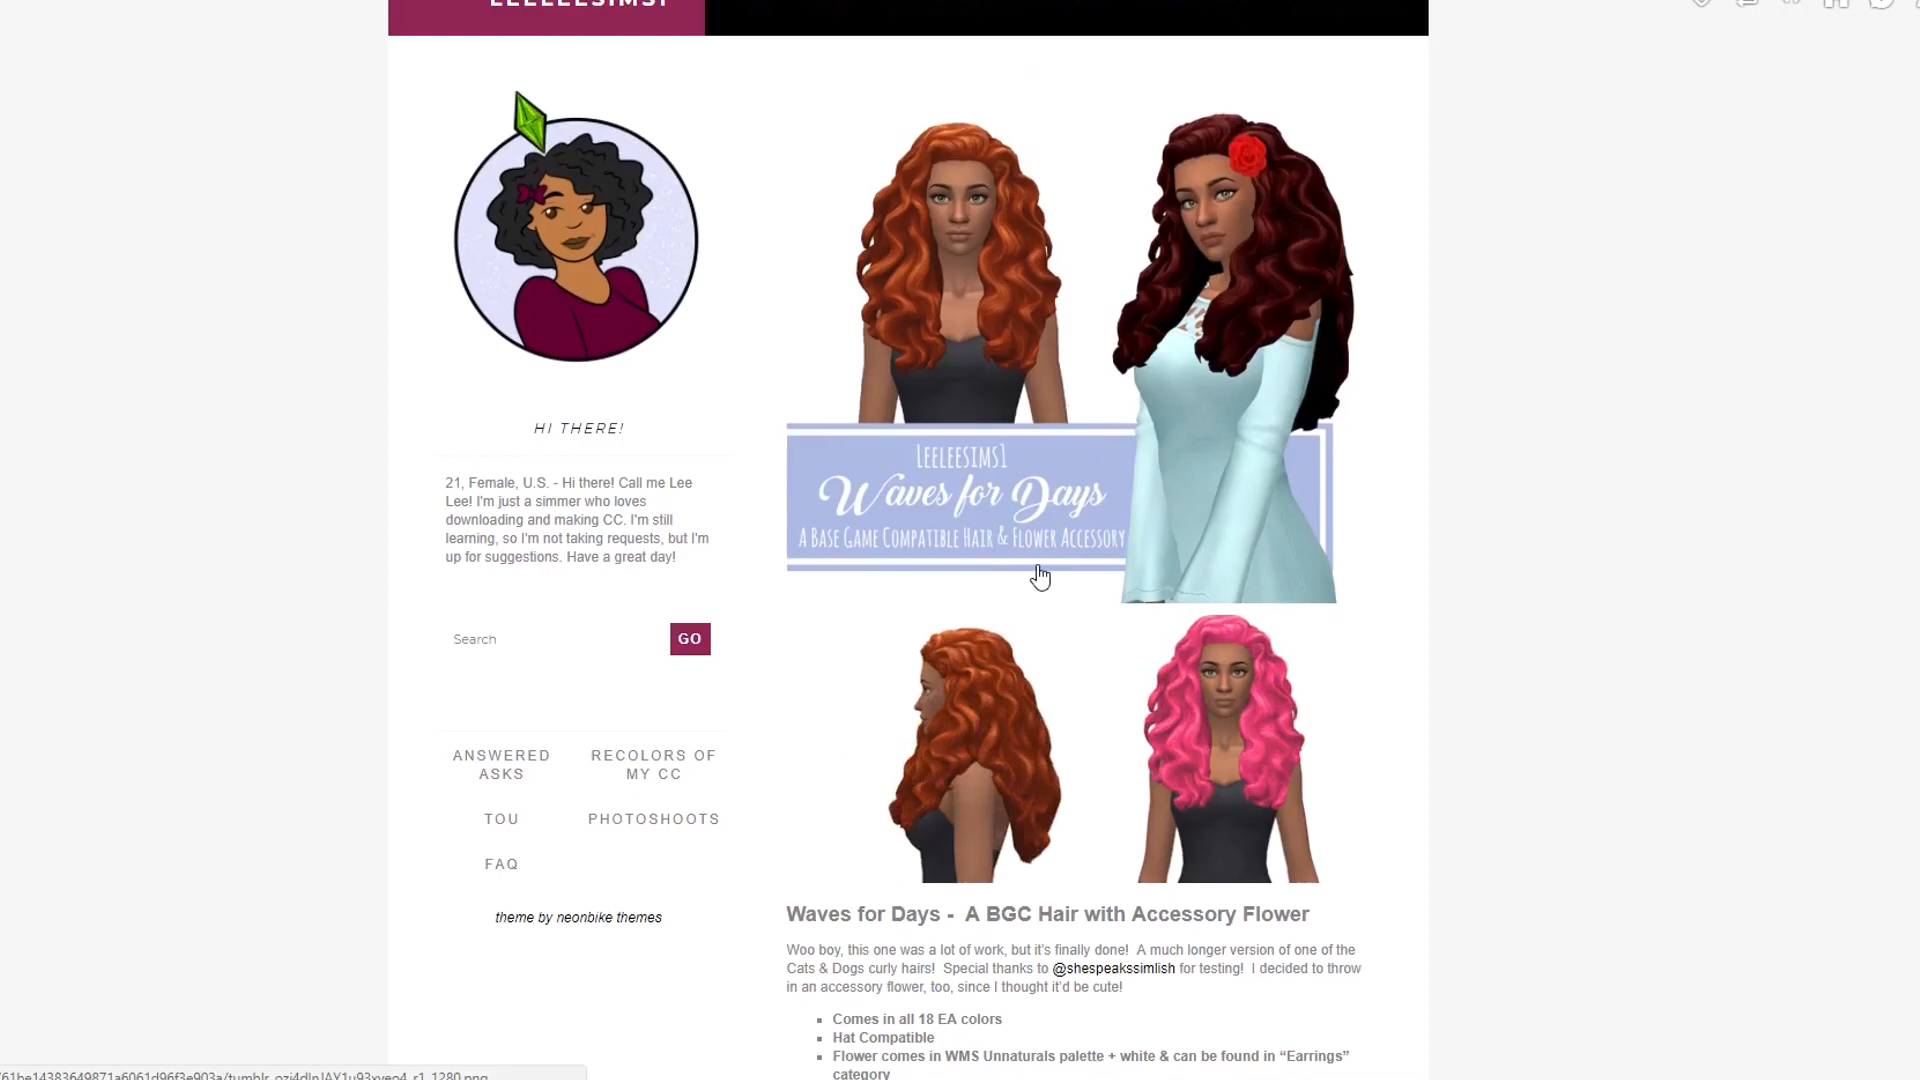 LEELEESIMS1
HI THERE!
21, Female, U.S. - Hi there! Call me Lee
Lee! I'm just a simmer who loves
downloading and making CC. I'm still
learning, so I'm not taking requests, but I'm
up for suggestions. Have a great day!
Search
GO
ANSWERED
ASKS
RECOLORS OF
MY CC
TOU
PHOTOSHOOTS
FAQ
theme by neonbike themes
LEELEESIMS1
Waves for Days
A BASE GAME COMPATIBLE HAIR & FLOWER ACCESSORY
Waves for Days - A BGC Hair with Accessory Flower
Woo boy, this one was a lot of work, but it's finally done! A much longer version of one of the
Cats & Dogs curly hairs! Special thanks to @shespeakssimlish for testing! I decided to throw
in an accessory flower, too, since I thought it'd be cute!
▪ Comes in all 18 EA colors
▪ Hat Compatible
▪ Flower comes in WMS Unnaturals palette + white & can be found in “Earrings”
category